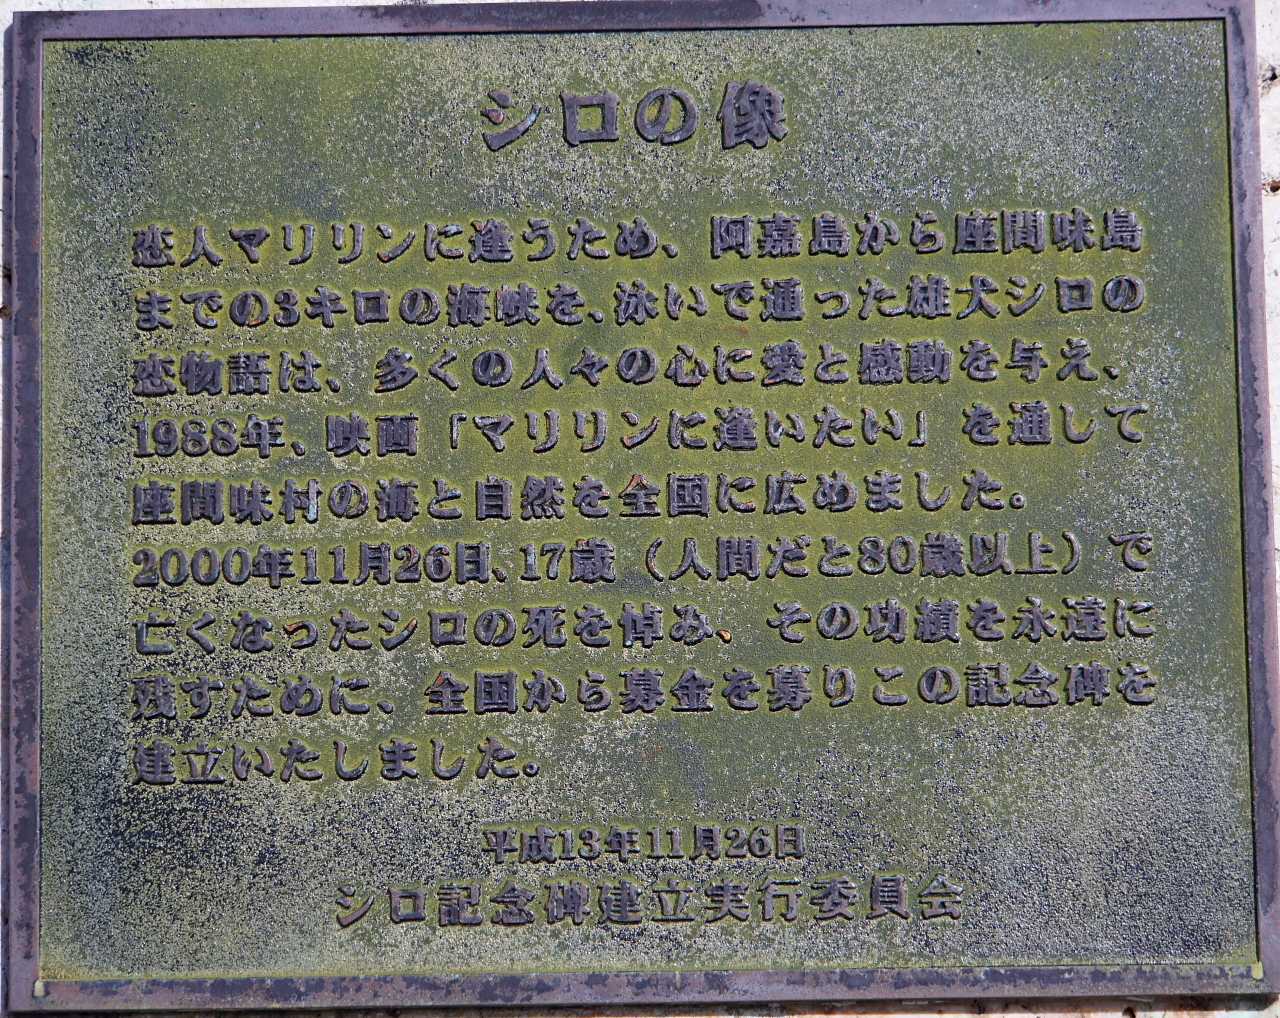 シロの像
恋人マリリンに逢うため、阿嘉島から座間味島
までの3キロの海峡を、泳いで通った雄犬シロの
恋物語は、多くの人々の心に愛と感動を与え、
1988年、映画「マリリンに逢いたい」を通して
座間味村の海と自然を全国に広めました。
2000年11月26日、17歳（人間だと80歳以上）で
亡くなったシロの死を悼み、その功績を永遠に
残すために、全国から募金を募りこの記念碑を
建立いたしました。
平成13年11月26日
シロ記念碑建立実行委員会